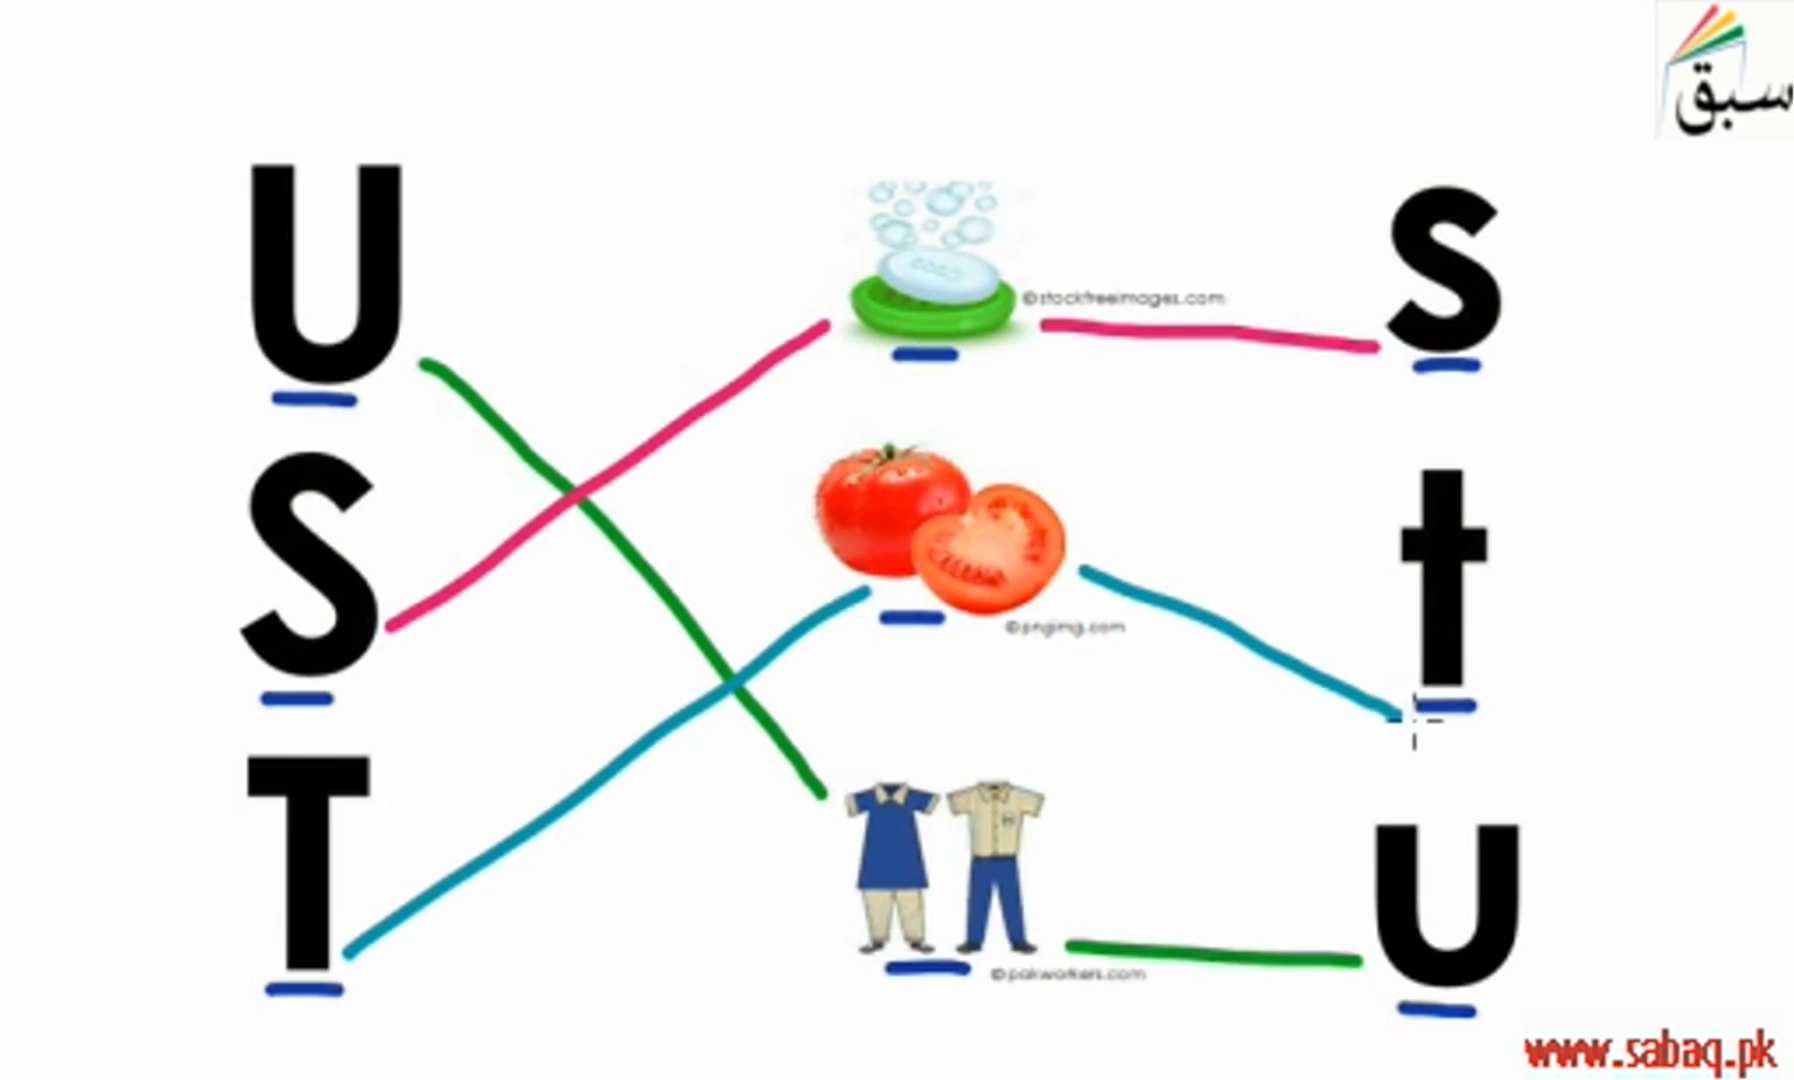 سبق
U
S
©stockfreeimages.com
S
t
©pngimg.com
T
U
©pakworkers.com
www.sabaq.pk